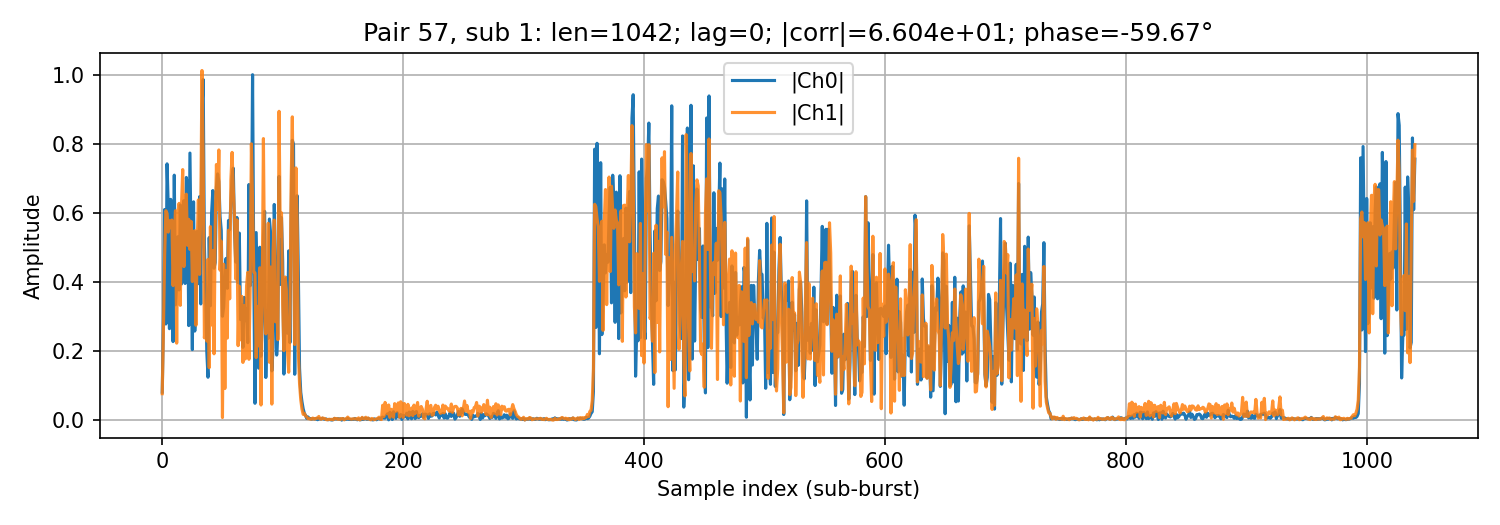 Pair 57, sub 1: len=1042; lag=0; |corr|=6.604e+01; phase=-59.67°
|Ch0|
|Ch1|
Amplitude
1.0
0.8
0.6
0.4
0.2
0.0
0 200 400 600 800 1000
Sample index (sub-burst)